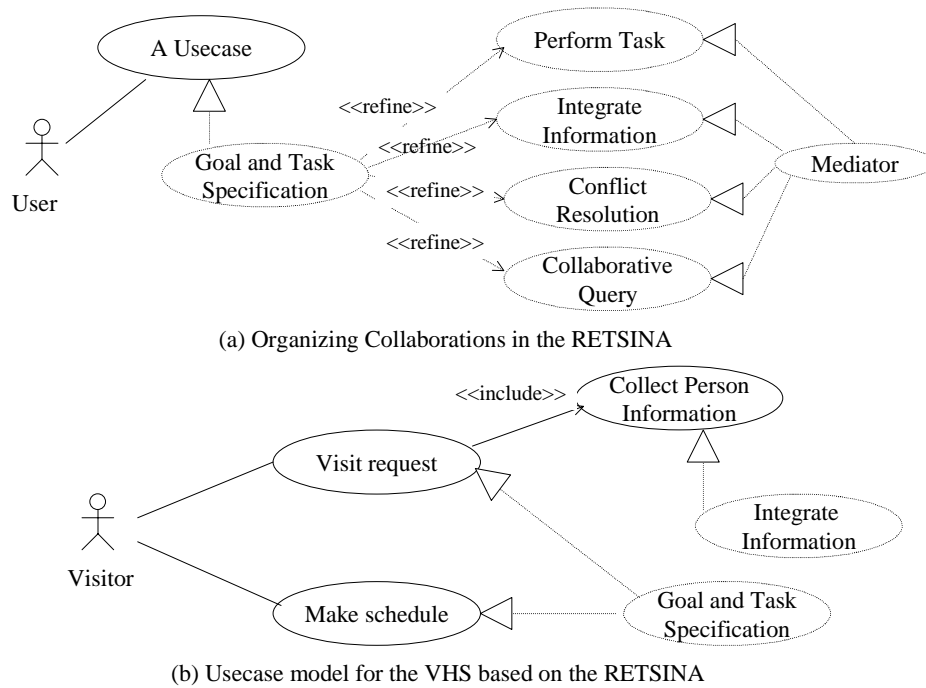 A Usecase
Perform Task
<<refine>>
Integrate
Information
<<refine>>
Goal and Task
Specification
Mediator
User
<<refine>>
Conflict
Resolution
<<refine>>
Collaborative
Query
(a) Organizing Collaborations in the RETSINA
<<include>>
Collect Person
Information
Visit request
Integrate
Information
Visitor
Make schedule
Goal and Task
Specification
(b) Usecase model for the VHS based on the RETSINA